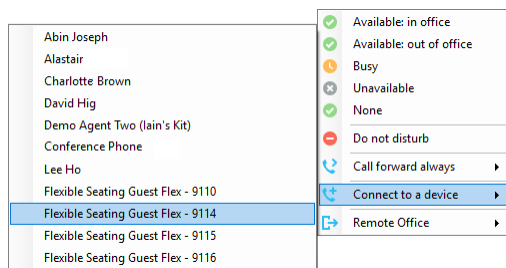 Abin Joseph
Alastair
Charlotte Brown
David Hig
Demo Agent Two (Iain's Kit)
Conference Phone
Lee Ho
Flexible Seating Guest Flex - 9110
Flexible Seating Guest Flex - 9114
Flexible Seating Guest Flex - 9115
Flexible Seating Guest Flex - 9116
Available: in office
Available: out of office
Busy
Unavailable
None
Do not disturb
Call forward always
Connect to a device
Remote Office